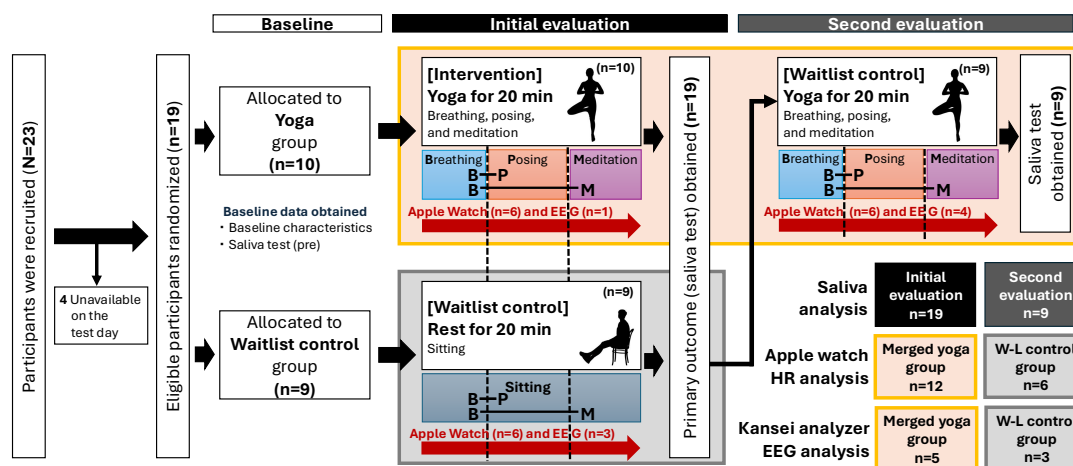 Baseline
Initial evaluation
Second evaluation
Participants were recruited (N=23)
4 Unavailable
on the
test day
Eligible participants randomized (n=19)
Allocated to
Yoga
group
(n=10)
Baseline data obtained
・Baseline characteristics
・Saliva test (pre)
Allocated to
Waitlist control
group
(n=9)
(n=10)
[Intervention]
Yoga for 20 min
Breathing, posing,
and meditation
Breathing
Posing
Meditation
B P
B M
Apple Watch (n=6) and EEG (n=1)
(n=9)
[Waitlist control]
Rest for 20 min
Sitting
Sitting
B P
B M
Apple Watch (n=6) and EEG (n=3)
Primary outcome (saliva test) obtained (n=19)
(n=9)
[Waitlist control]
Yoga for 20 min
Breathing, posing,
and meditation
Breathing
Posing
Meditation
B P
B M
Apple Watch (n=6) and EEG (n=4)
Saliva test
obtained (n=9)
Saliva
analysis
Initial
evaluation
n=19
Second
evaluation
n=9
Apple watch
HR analysis
Merged yoga
group
n=12
W-L control
group
n=6
Kansei analyzer
EEG analysis
Merged yoga
group
n=5
W-L control
group
n=3